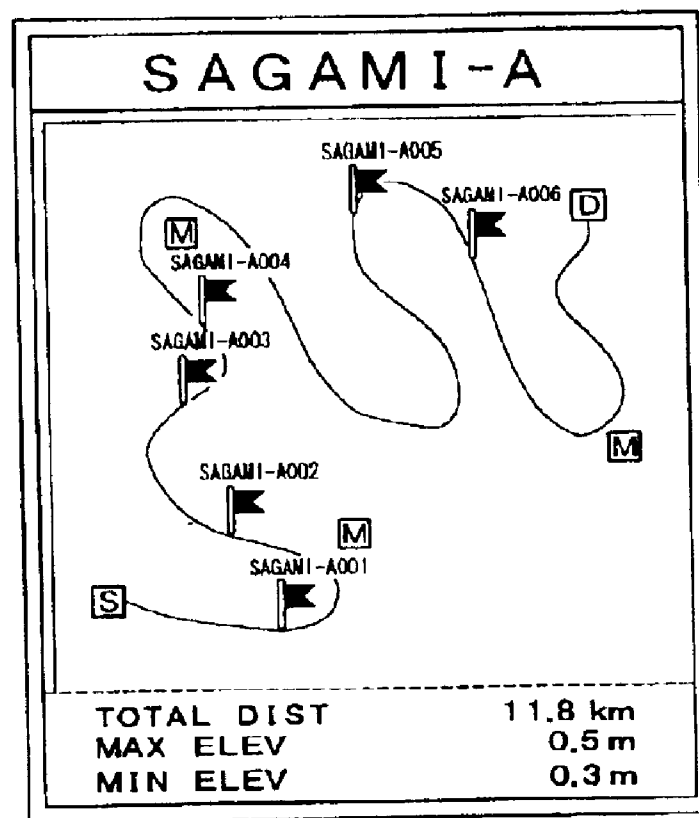 SAGAMI-A
SAGAMI-A005
SAGAMI-A006
D
M
SAGAMI-A004
SAGAMI-A003
M
SAGAMI-A002
M
SAGAMI-A001
S
TOTAL DIST 11.8 km
MAX ELEV 0.5 m
MIN ELEV 0.3 m